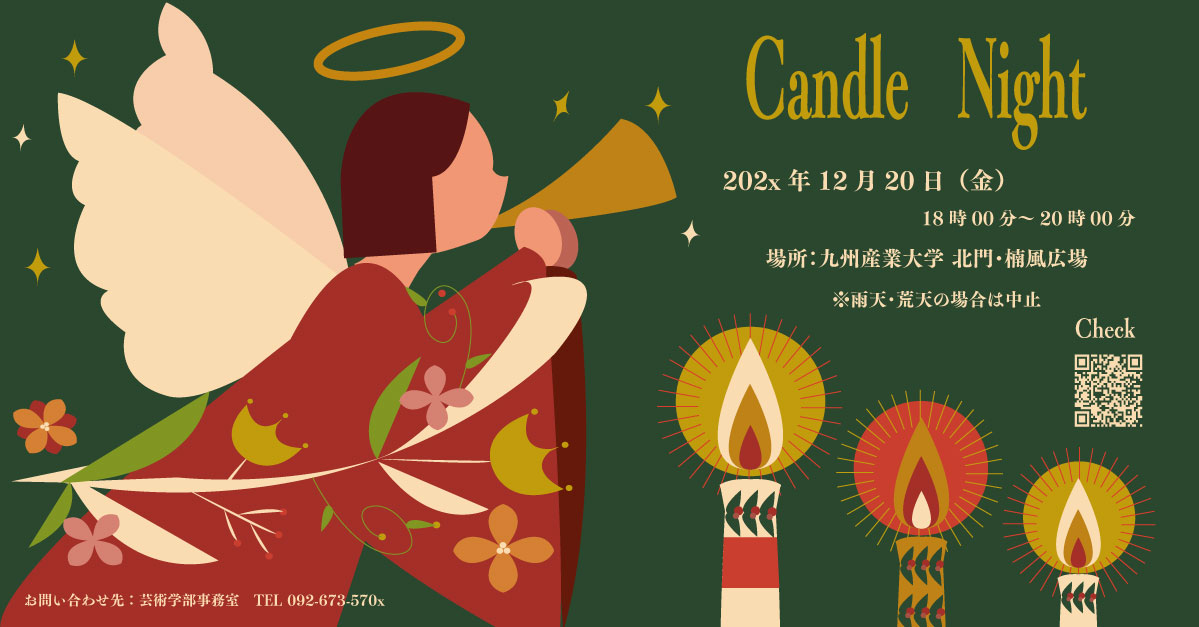 Candle Night
202x 年 12 月 20 日（金）
18 時 00 分〜 20 時 00 分
場所：九州産業大学 北門・楠風広場
※雨天・荒天の場合は中止
Check
お問い合わせ先：芸術学部事務室　TEL 092-673-570x